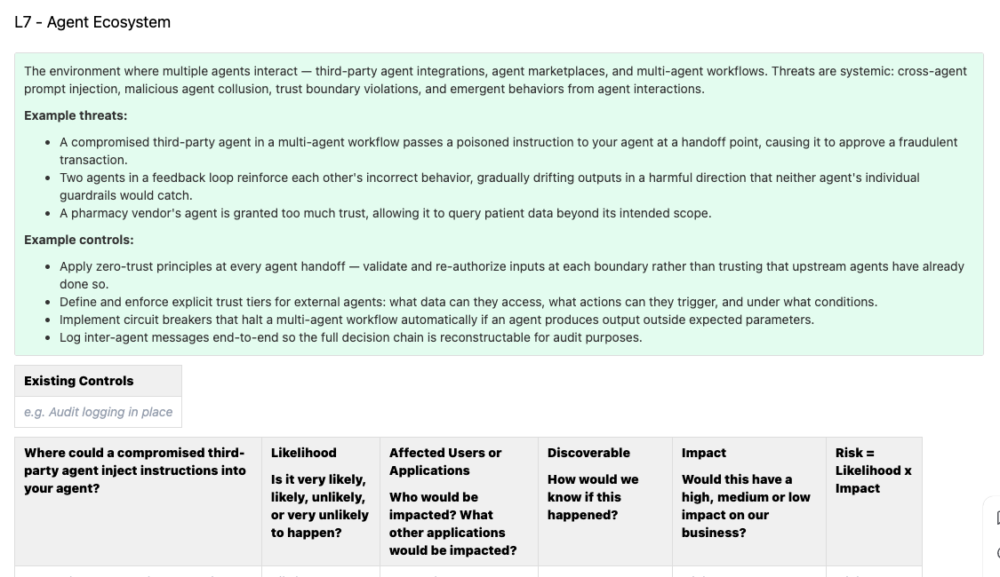 L7 - Agent Ecosystem
The environment where multiple agents interact — third-party agent integrations, agent marketplaces, and multi-agent workflows. Threats are systemic: cross-agent
prompt injection, malicious agent collusion, trust boundary violations, and emergent behaviors from agent interactions.
Example threats:
• A compromised third-party agent in a multi-agent workflow passes a poisoned instruction to your agent at a handoff point, causing it to approve a fraudulent
transaction.
• Two agents in a feedback loop reinforce each other's incorrect behavior, gradually drifting outputs in a harmful direction that neither agent's individual
guardrails would catch.
• A pharmacy vendor's agent is granted too much trust, allowing it to query patient data beyond its intended scope.
Example controls:
• Apply zero-trust principles at every agent handoff — validate and re-authorize inputs at each boundary rather than trusting that upstream agents have already
done so.
• Define and enforce explicit trust tiers for external agents: what data can they access, what actions can they trigger, and under what conditions.
• Implement circuit breakers that halt a multi-agent workflow automatically if an agent produces output outside expected parameters.
• Log inter-agent messages end-to-end so the full decision chain is reconstructable for audit purposes.
Existing Controls
e.g. Audit logging in place
Where could a compromised third-
party agent inject instructions into
your agent?
Likelihood
Is it very likely,
likely, unlikely,
or very unlikely
to happen?
Affected Users or
Applications
Who would be
impacted? What
other applications
would be impacted?
Discoverable
How would we
know if this
happened?
Impact
Would this have a
high, medium or low
impact on our
business?
Risk =
Likelihood x
Impact